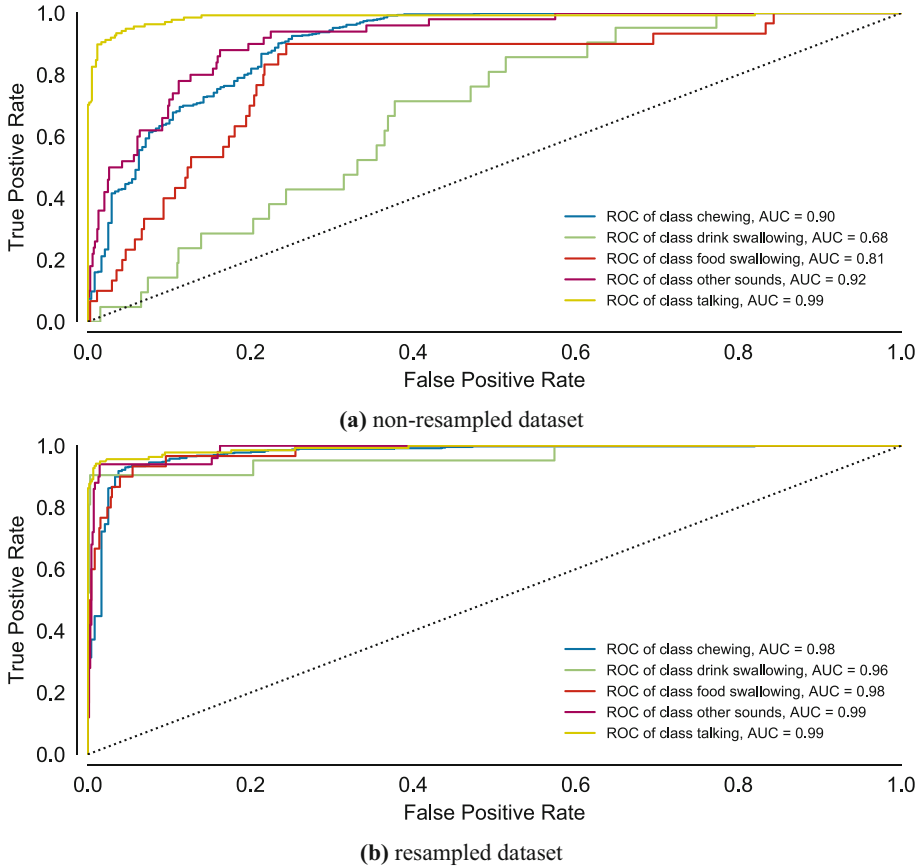 1.0
0.8
0.6
0.4
0.2
0.0
True Postive Rate
ROC of class chewing, AUC = 0.90
ROC of class drink swallowing, AUC = 0.68
ROC of class food swallowing, AUC = 0.81
ROC of class other sounds, AUC = 0.92
ROC of class talking, AUC = 0.99
0.0 0.2 0.4 0.6 0.8 1.0
False Positive Rate
(a) non-resampled dataset
1.0
0.8
0.6
0.4
0.2
0.0
True Postive Rate
ROC of class chewing, AUC = 0.98
ROC of class drink swallowing, AUC = 0.96
ROC of class food swallowing, AUC = 0.98
ROC of class other sounds, AUC = 0.99
ROC of class talking, AUC = 0.99
0.0 0.2 0.4 0.6 0.8 1.0
False Positive Rate
(b) resampled dataset